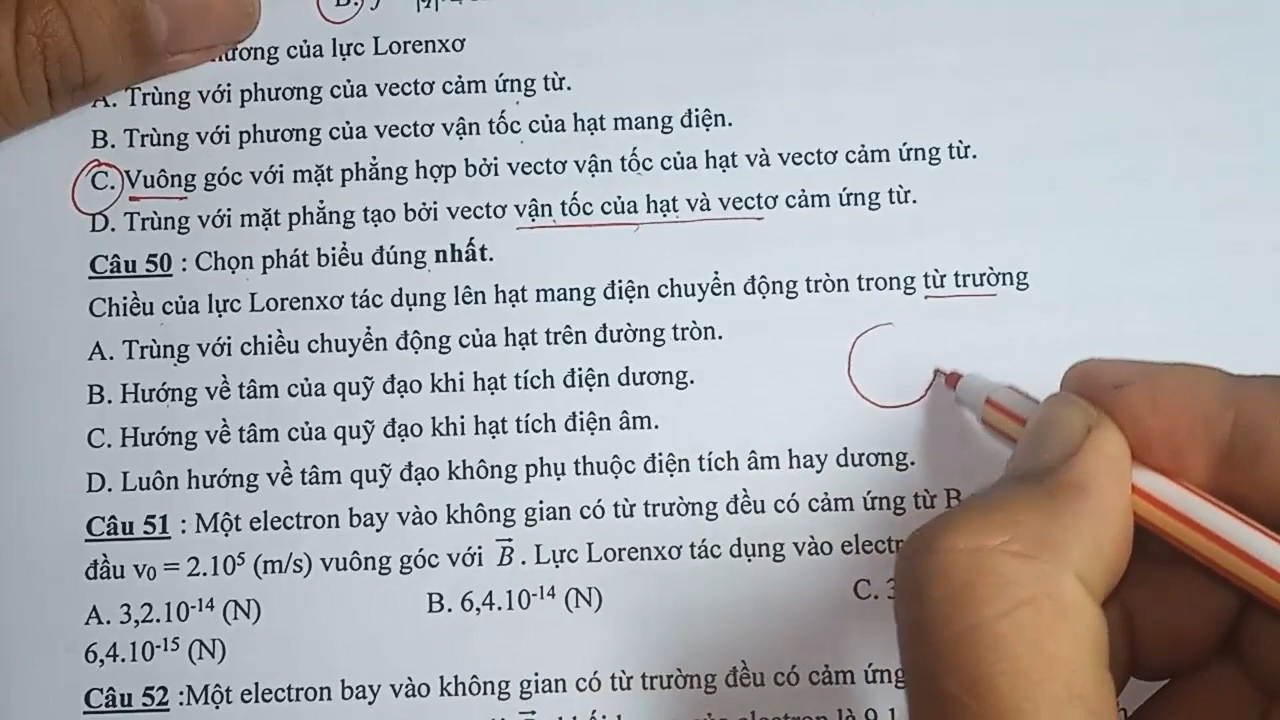 của lực Lorenxơ
A. Trùng với phương của vectơ cảm ứng từ.
B. Trùng với phương của vectơ vận tốc của hạt mang điện.
C. Vuông góc với mặt phẳng hợp bởi vectơ vận tốc của hạt và vectơ cảm ứng từ.
D. Trùng với mặt phẳng tạo bởi vectơ vận tốc của hạt và vectơ cảm ứng từ.
Câu 50 : Chọn phát biểu đúng nhất.
Chiều của lực Lorenxơ tác dụng lên hạt mang điện chuyển động tròn trong từ trường
A. Trùng với chiều chuyển động của hạt trên đường tròn.
B. Hướng về tâm của quỹ đạo khi hạt tích điện dương.
C. Hướng về tâm của quỹ đạo khi hạt tích điện âm.
D. Luôn hướng về tâm quỹ đạo không phụ thuộc điện tích âm hay dương.
Câu 51 : Một electron bay vào không gian có từ trường đều có cảm ứng từ B
đầu v₀ = 2.10⁵ (m/s) vuông góc với B⃗ . Lực Lorenxơ tác dụng vào
A. 3,2.10⁻¹⁴ (N) B. 6,4.10⁻¹⁴ (N) C.
6,4.10⁻¹⁵ (N)
Câu 52 :Một electron bay vào không gian có từ trường đều có cảm ứng